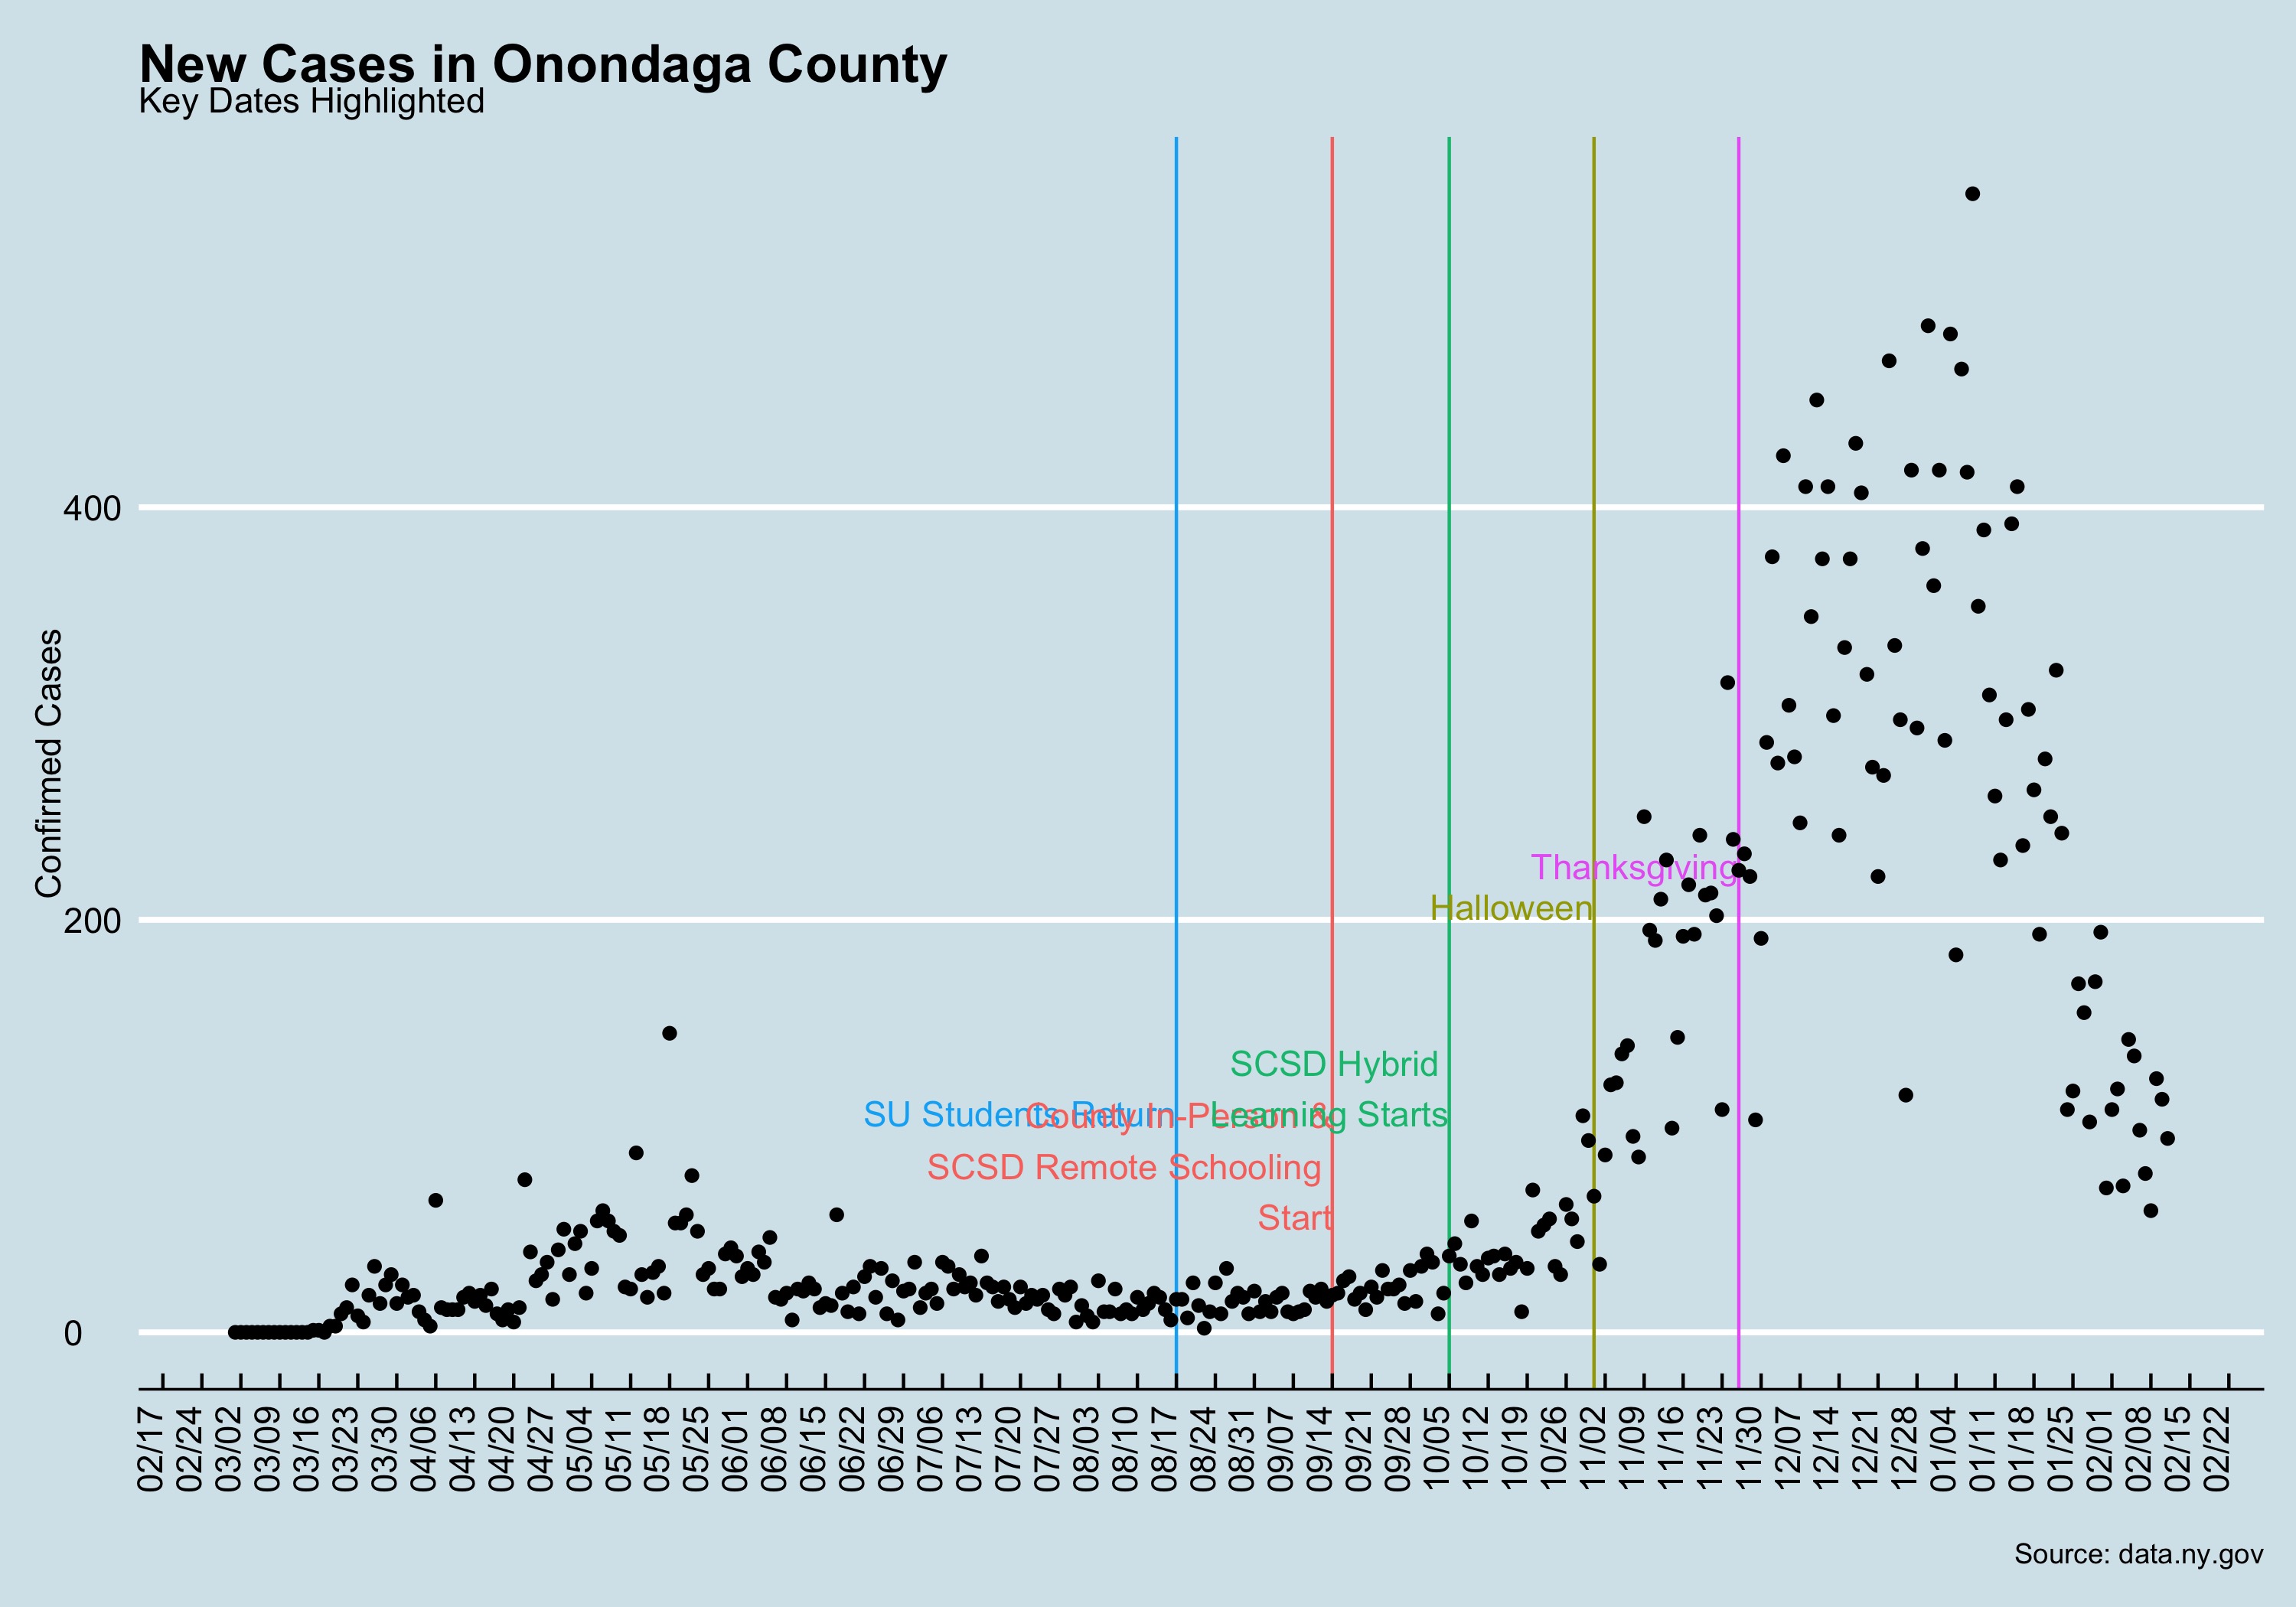 New Cases in Onondaga County
Key Dates Highlighted
Confirmed Cases
400
200
0
Thanksgiving
Halloween
SCSD Hybrid
Learning Starts
SU Students Return
County In-Person &
SCSD Remote Schooling
Start
02/17 02/24 03/02 03/09 03/16 03/23 03/30 04/06 04/13 04/20 04/27 05/04 05/11 05/18 05/25 06/01 06/08 06/15 06/22 06/29 07/06 07/13 07/20 07/27 08/03 08/10 08/17 08/24 08/31 09/07 09/14 09/21 09/28 10/05 10/12 10/19 10/26 11/02 11/09 11/16 11/23 11/30 12/07 12/14 12/21 12/28 01/04 01/11 01/18 01/25 02/01 02/08 02/15 02/22
Source: data.ny.gov